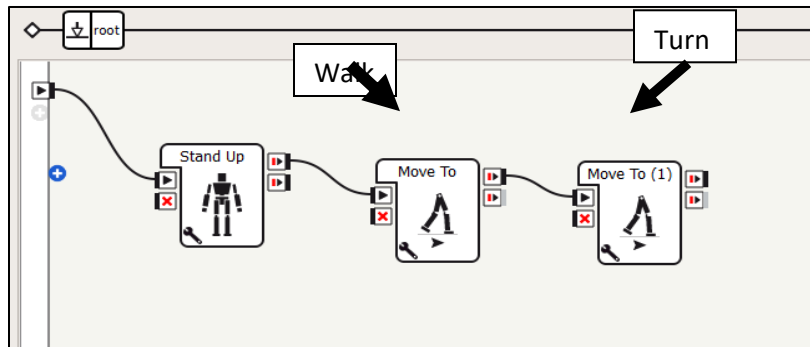 root
Walk
Turn
Stand Up
Move To
Move To (1)